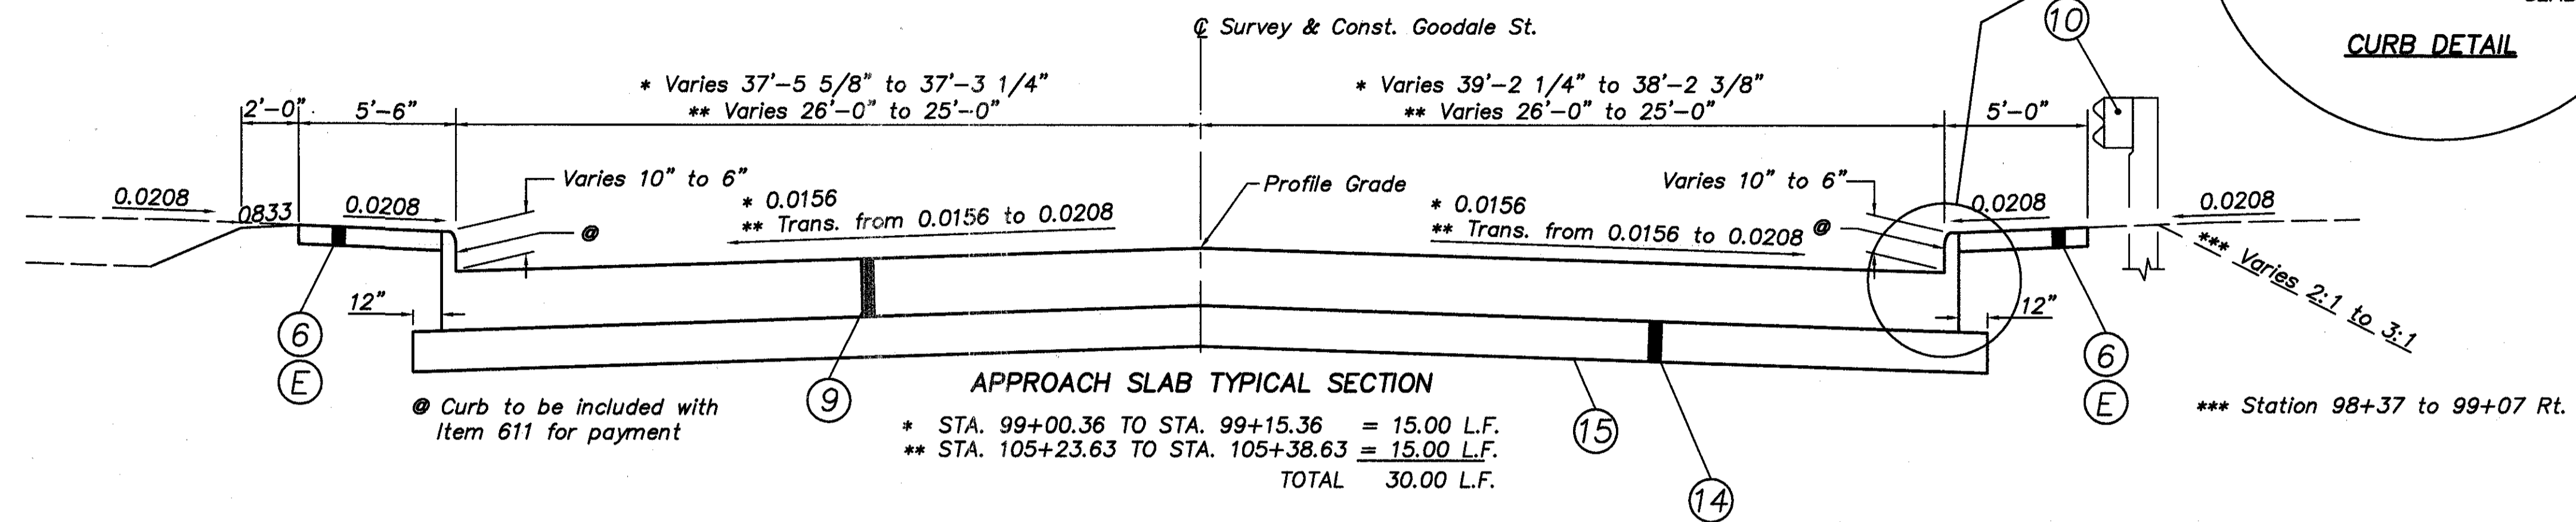 ℄ Survey & Const. Goodale St.
10
CURB DETAIL
* Varies 37'-5 5/8" to 37'-3 1/4"
** Varies 26'-0" to 25'-0"
* Varies 39'-2 1/4" to 38'-2 3/8"
** Varies 26'-0" to 25'-0"
2'-0"
5'-6"
5'-0"
Varies 10" to 6"
Profile Grade
Varies 10" to 6"
0.0208
0833
0.0208
* 0.0156
** Trans. from 0.0156 to 0.0208
@
* 0.0156
** Trans. from 0.0156 to 0.0208
@
0.0208
0.0208
*** Varies 2:1 to 3:1
12"
12"
6
E
9
6
E
@ Curb to be included with
Item 611 for payment
APPROACH SLAB TYPICAL SECTION
* STA. 99+00.36 TO STA. 99+15.36 = 15.00 L.F.
** STA. 105+23.63 TO STA. 105+38.63 = 15.00 L.F.
TOTAL 30.00 L.F.
15
14
*** Station 98+37 to 99+07 Rt.